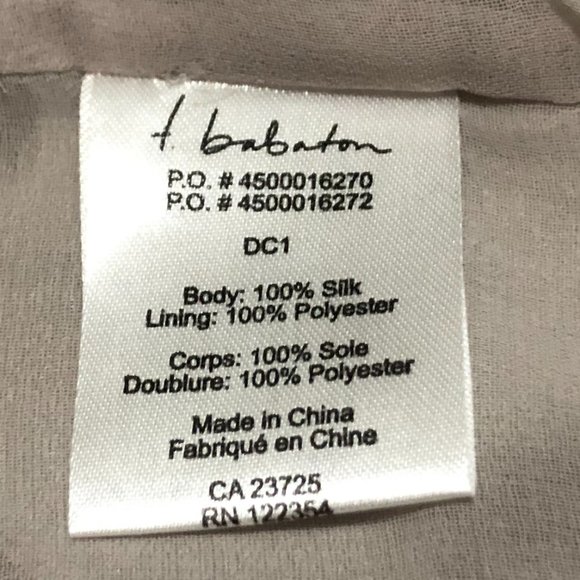 t. babaton
P.O. # 4500016270
P.O. # 4500016272
DC1
Body: 100% Silk
Lining: 100% Polyester
Corps: 100% Soie
Doublure: 100% Polyester
Made in China
Fabriqué en Chine
CA 23725
RN 122354